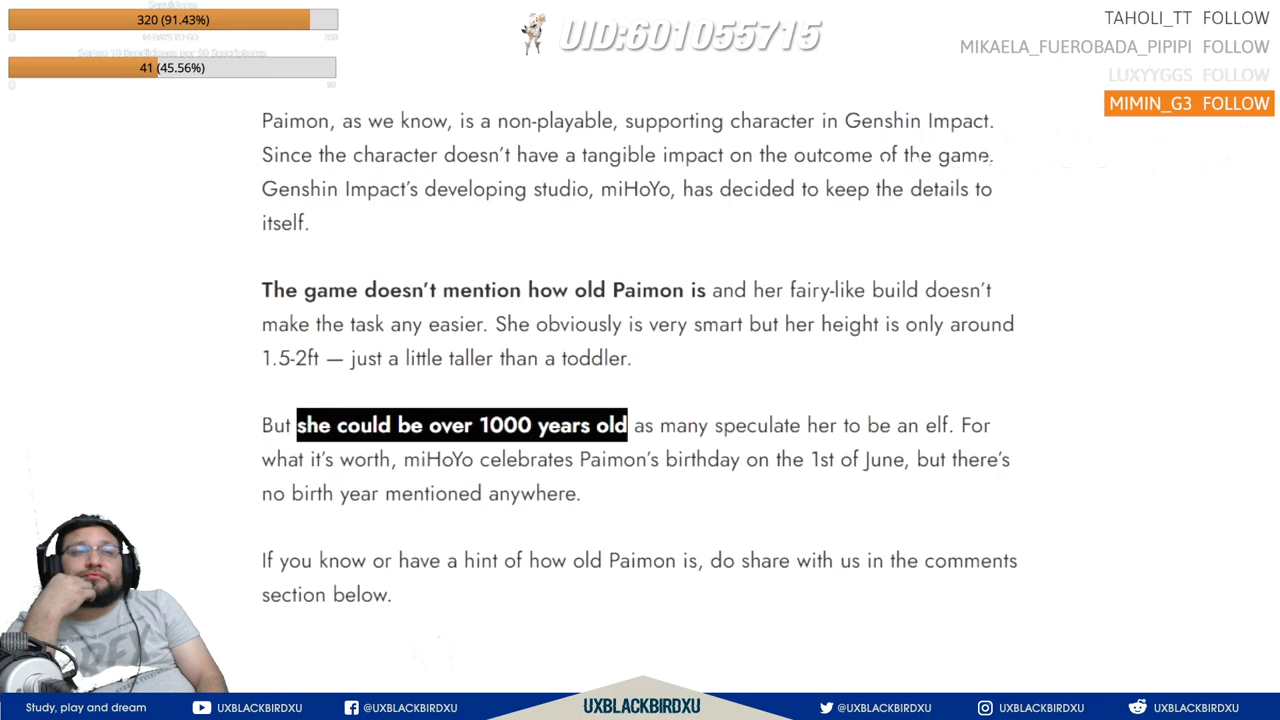 Seguidores
320 (91.43%)
0
350
41 (45.56%)
0
90
UID:601055715
TAHOLI_TT FOLLOW
MIKAELA_FUEROBADA_PIPIPI FOLLOW
LUXYYGGS FOLLOW
MIMIN_G3 FOLLOW
Paimon, as we know, is a non-playable, supporting character in Genshin Impact.
Since the character doesn't have a tangible impact on the outcome of the game,
Genshin Impact's developing studio, miHoYo, has decided to keep the details to
itself.
The game doesn't mention how old Paimon is and her fairy-like build doesn't
make the task any easier. She obviously is very smart but her height is only around
1.5-2ft — just a little taller than a toddler.
But she could be over 1000 years old as many speculate her to be an elf. For
what it's worth, miHoYo celebrates Paimon's birthday on the 1st of June, but there's
no birth year mentioned anywhere.
If you know or have a hint of how old Paimon is, do share with us in the comments
section below.
Study, play and dream
UXBLACKBIRDXU
@UXBLACKBIRDXU
UXBLACKBIRDXU
@UXBLACKBIRDXU
UXBLACKBIRDXU
UXBLACKBIRDXU